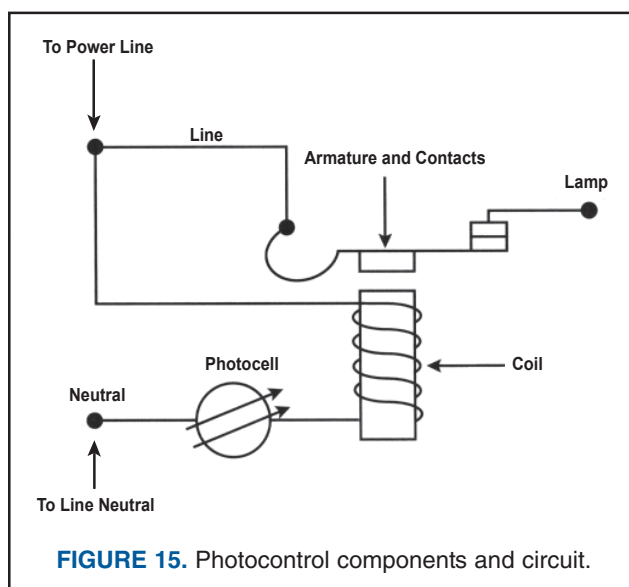 To Power Line
Line
Armature and Contacts
Lamp
Photocell
Coil
Neutral
To Line Neutral
FIGURE 15. Photocontrol components and circuit.